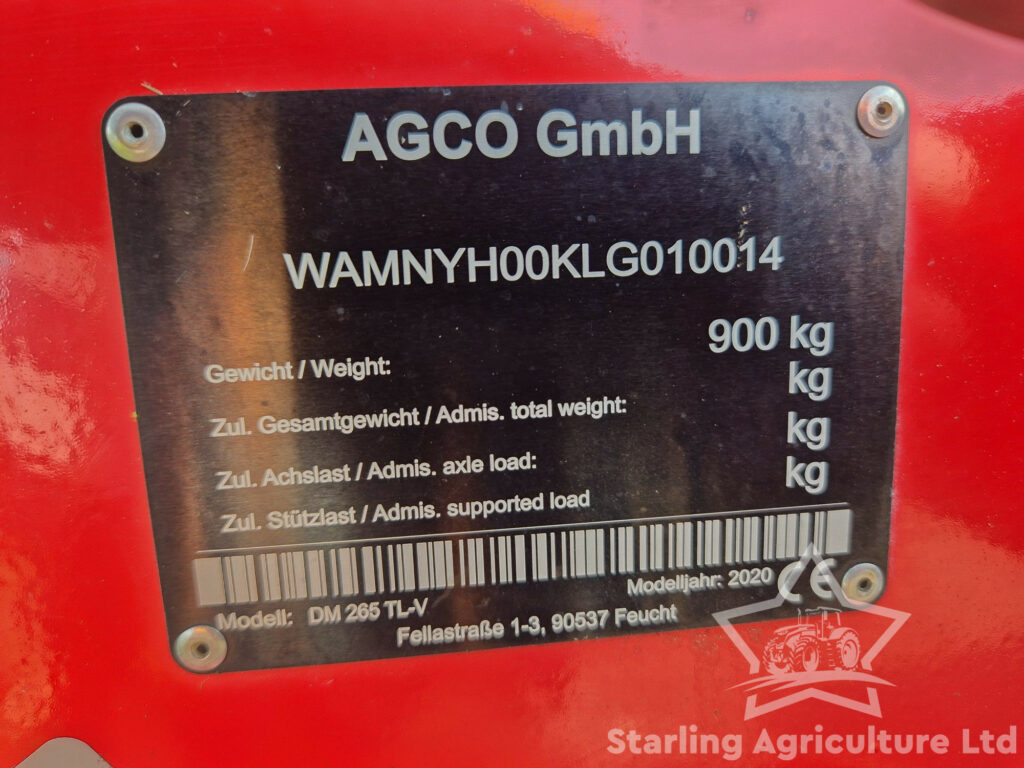 AGCO GmbH
WAMNYH00KLG010014
Gewicht / Weight: 900 kg
Zul. Gesamtgewicht / Admis. total weight: kg
Zul. Achslast / Admis. axle load: kg
Zul. Stützlast / Admis. supported load kg
Modell: DM 265 TL-V Modelljahr: 2020 CE
Fellastraße 1-3, 90537 Feucht
Starling Agriculture Ltd